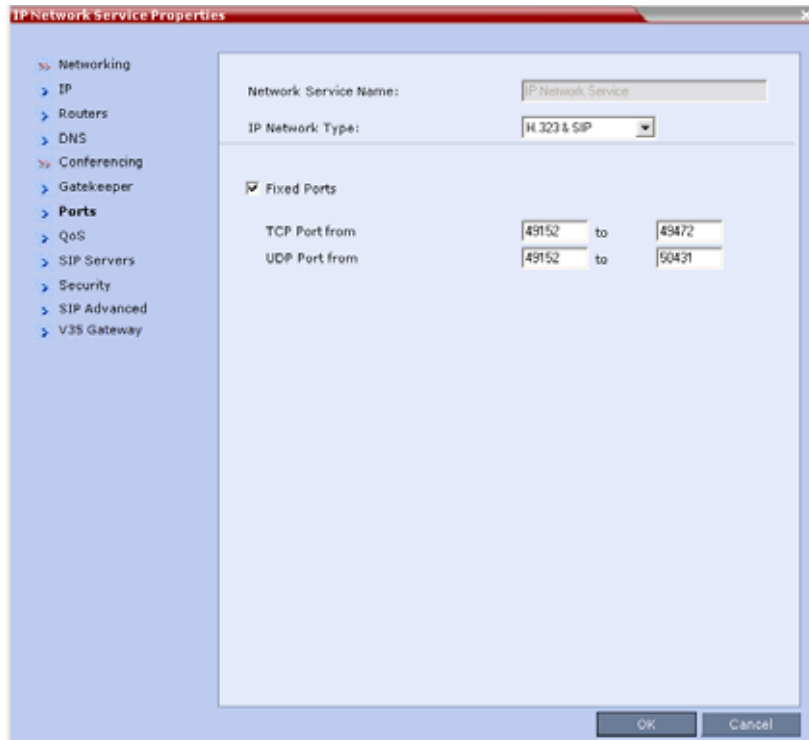 IP Network Service Properties
Networking
IP
Routers
DNS
Conferencing
Gatekeeper
Ports
QoS
SIP Servers
Security
SIP Advanced
V35 Gateway
Network Service Name: IP Network Service
IP Network Type: H.323 & SIP
Fixed Ports
TCP Port from 49152 to 49472
UDP Port from 49152 to 50431
OK Cancel